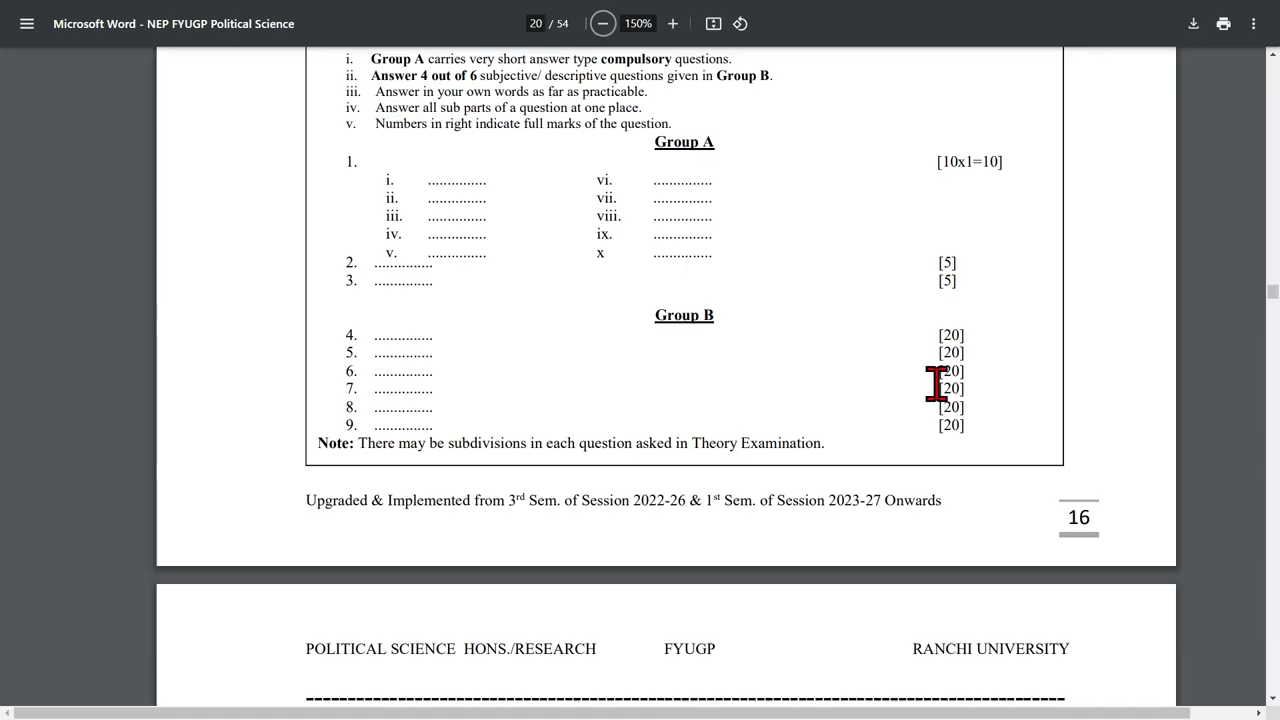 Microsoft Word - NEP FYUGP Political Science
20 / 54
150%
i. Group A carries very short answer type compulsory questions.
ii. Answer 4 out of 6 subjective/ descriptive questions given in Group B.
iii. Answer in your own words as far as practicable.
iv. Answer all sub parts of a question at one place.
v. Numbers in right indicate full marks of the question.
Group A
1. [10x1=10]
i. ............... vi. ...............
ii. ............... vii. ...............
iii. ............... viii. ...............
iv. ............... ix. ...............
v. ............... x ...............
2. ............... [5]
3. ............... [5]
Group B
4. ............... [20]
5. ............... [20]
6. ............... [20]
7. ............... [20]
8. ............... [20]
9. ............... [20]
Note: There may be subdivisions in each question asked in Theory Examination.
Upgraded & Implemented from 3rd Sem. of Session 2022-26 & 1st Sem. of Session 2023-27 Onwards
16
POLITICAL SCIENCE HONS./RESEARCH FYUGP RANCHI UNIVERSITY